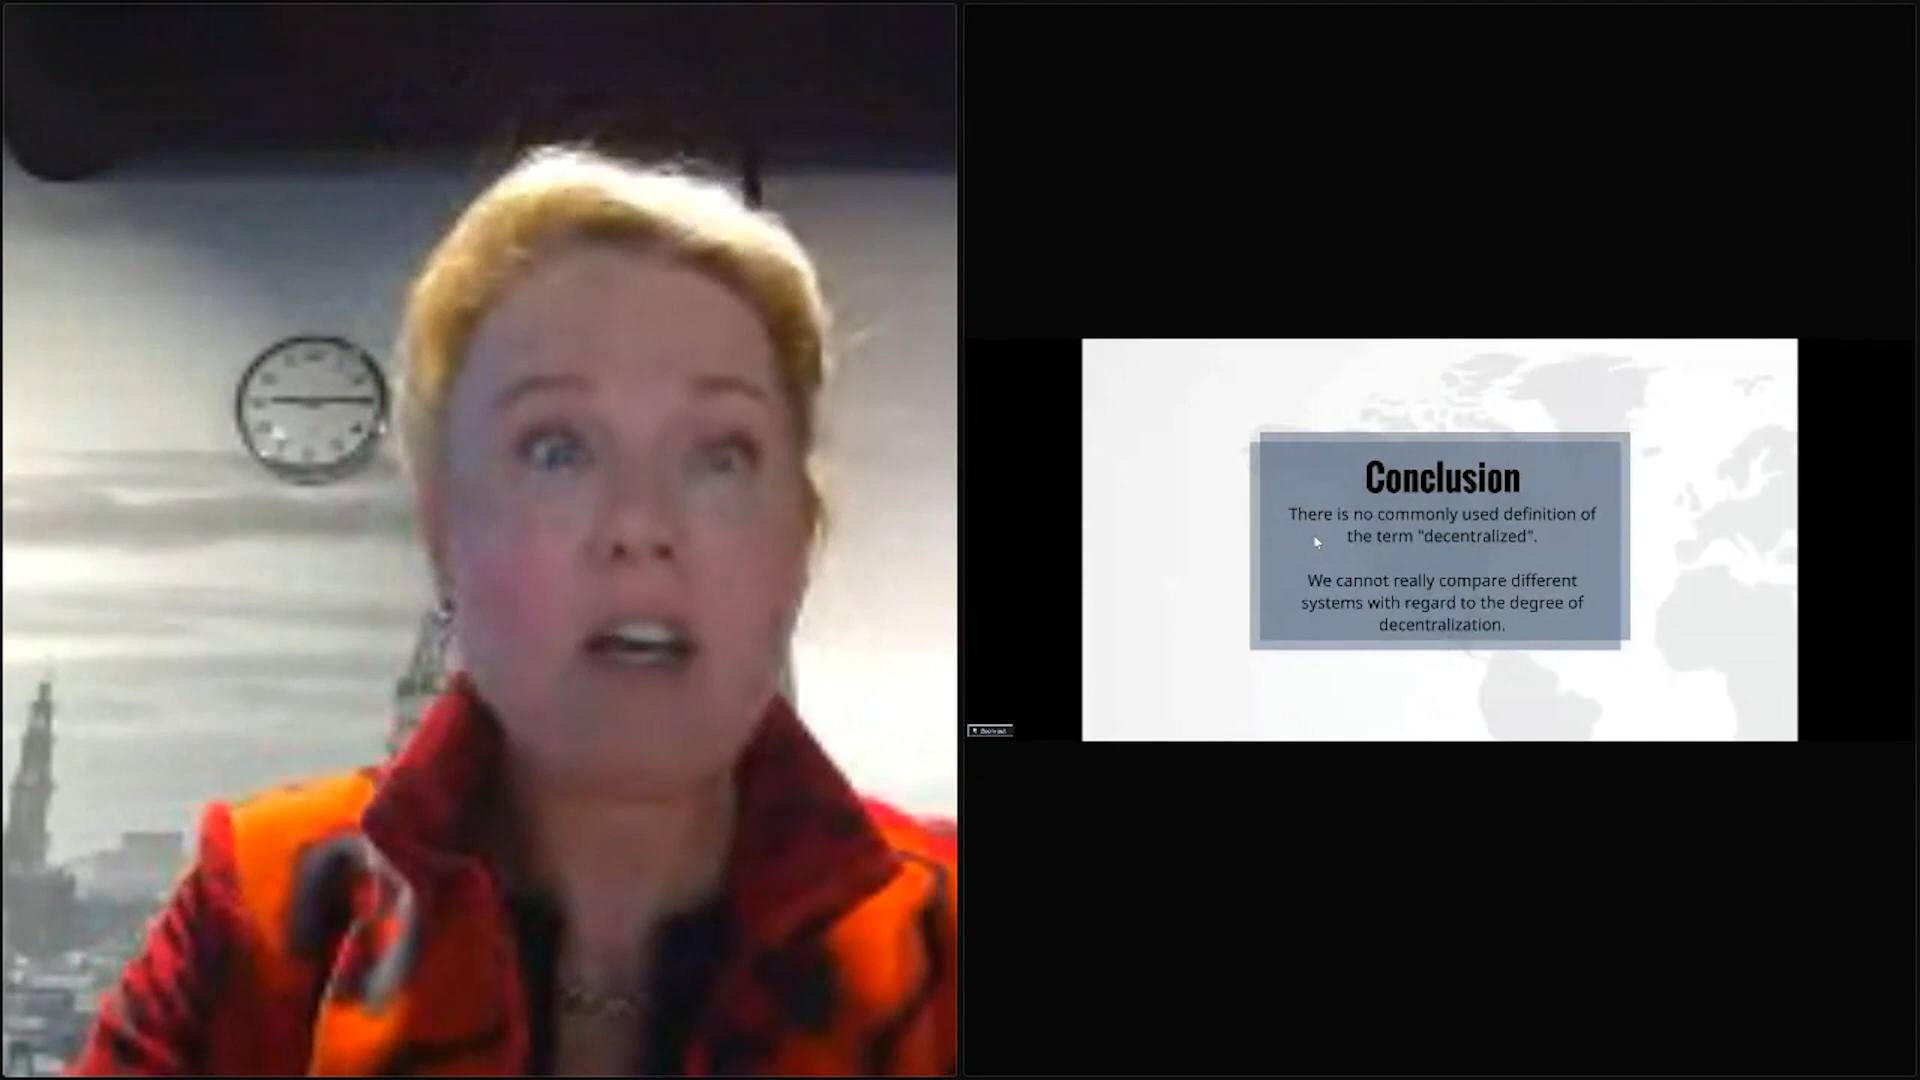 Conclusion
There is no commonly used definition of
the term "decentralized".
We cannot really compare different
systems with regard to the degree of
decentralization.